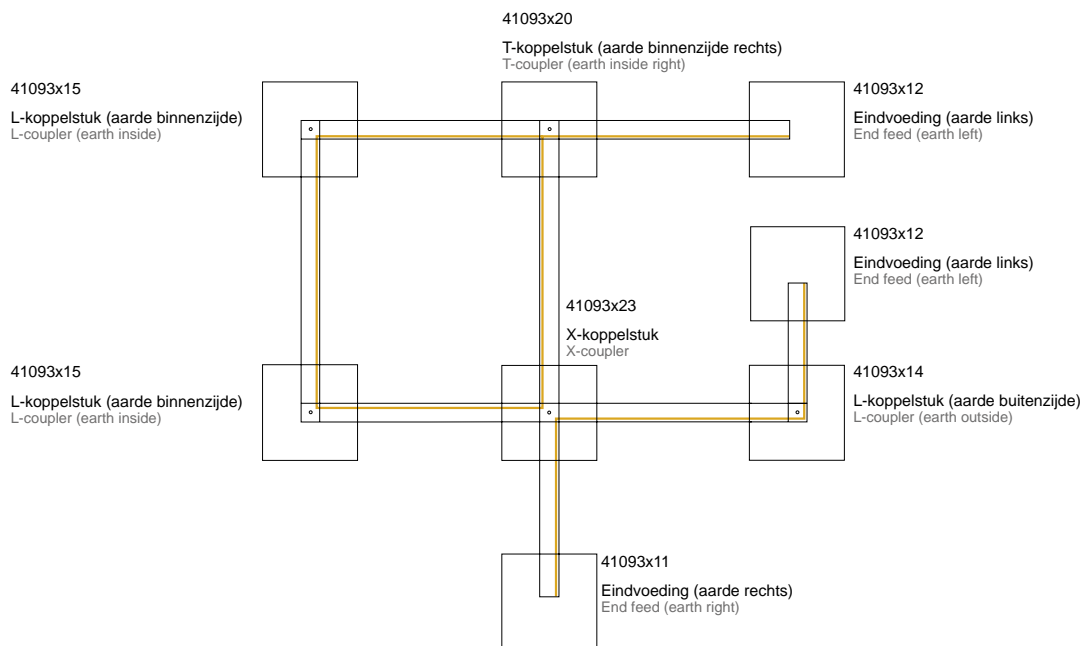 41093x20
T-koppelstuk (aarde binnenzijde rechts)
T-coupler (earth inside right)
41093x15
L-koppelstuk (aarde binnenzijde)
L-coupler (earth inside)
41093x12
Eindvoeding (aarde links)
End feed (earth left)
41093x12
Eindvoeding (aarde links)
End feed (earth left)
41093x23
X-koppelstuk
X-coupler
41093x15
L-koppelstuk (aarde binnenzijde)
L-coupler (earth inside)
41093x14
L-koppelstuk (aarde buitenzijde)
L-coupler (earth outside)
41093x11
Eindvoeding (aarde rechts)
End feed (earth right)